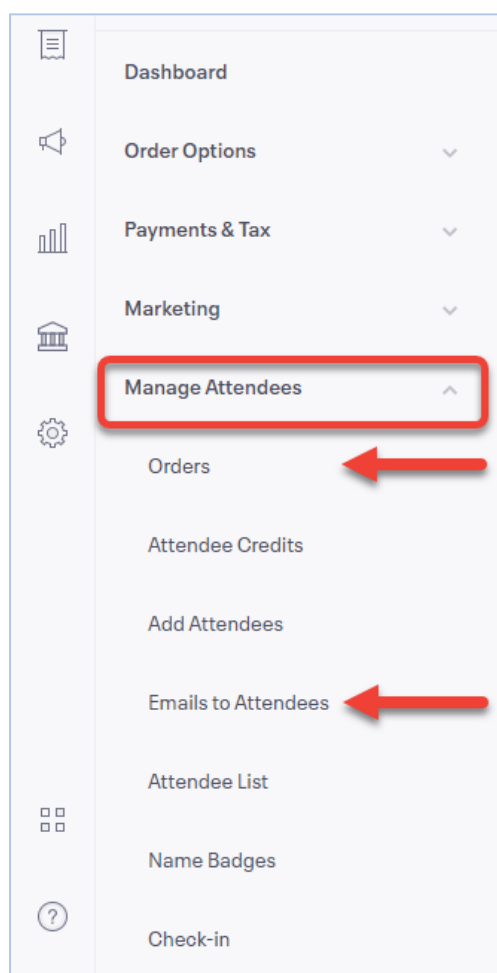 Dashboard
Order Options
Payments & Tax
Marketing
Manage Attendees
Orders
Attendee Credits
Add Attendees
Emails to Attendees
Attendee List
Name Badges
Check-in
?